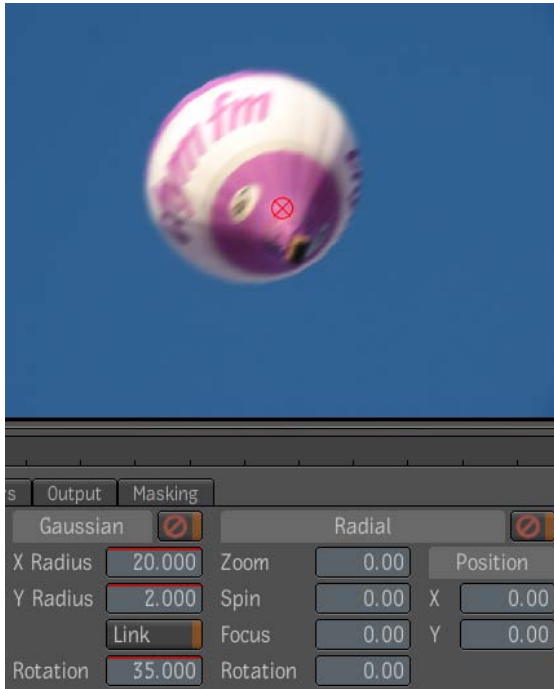 fm
s Output Masking
Gaussian Radial
X Radius 20.000 Zoom 0.00 Position
Y Radius 2.000 Spin 0.00 X 0.00
Link Focus 0.00 Y 0.00
Rotation 35.000 Rotation 0.00